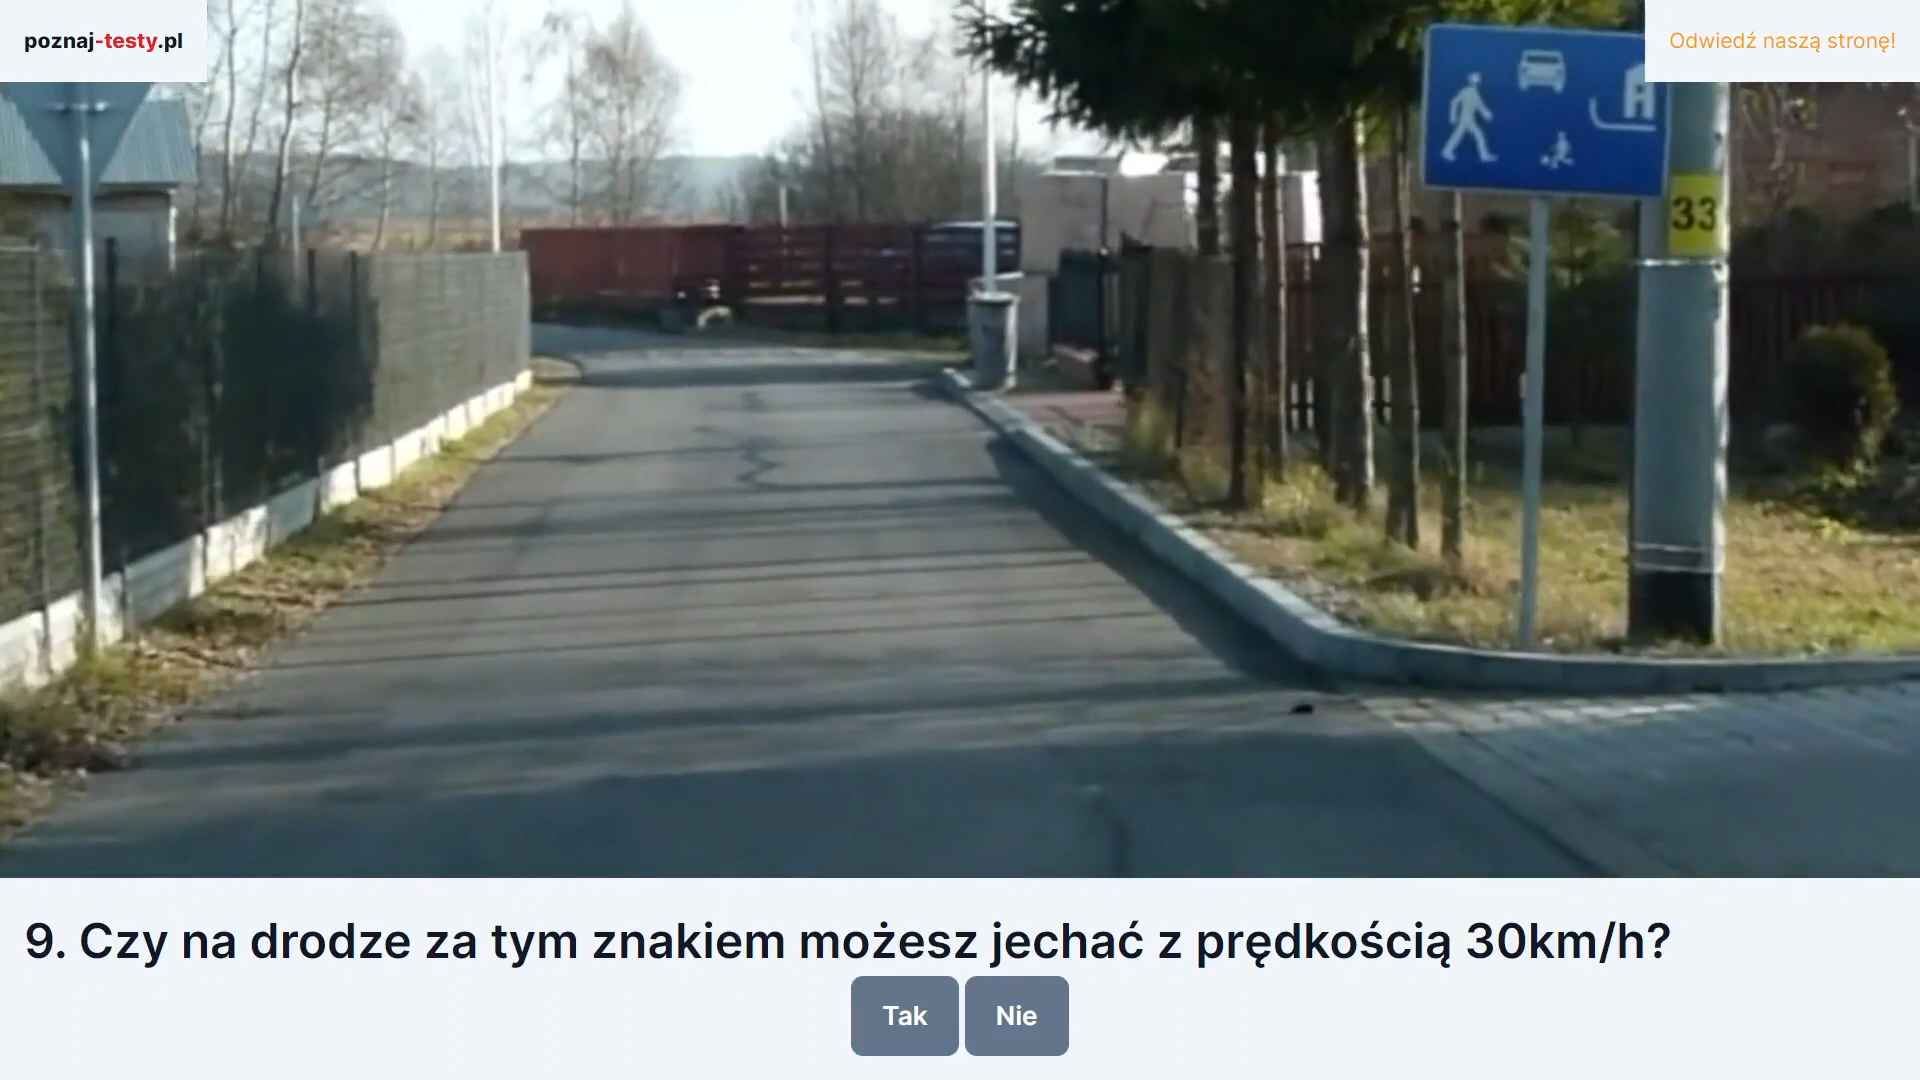 poznaj-testy.pl
Odwiedź naszą stronę!
33
9. Czy na drodze za tym znakiem możesz jechać z prędkością 30km/h?
Tak
Nie